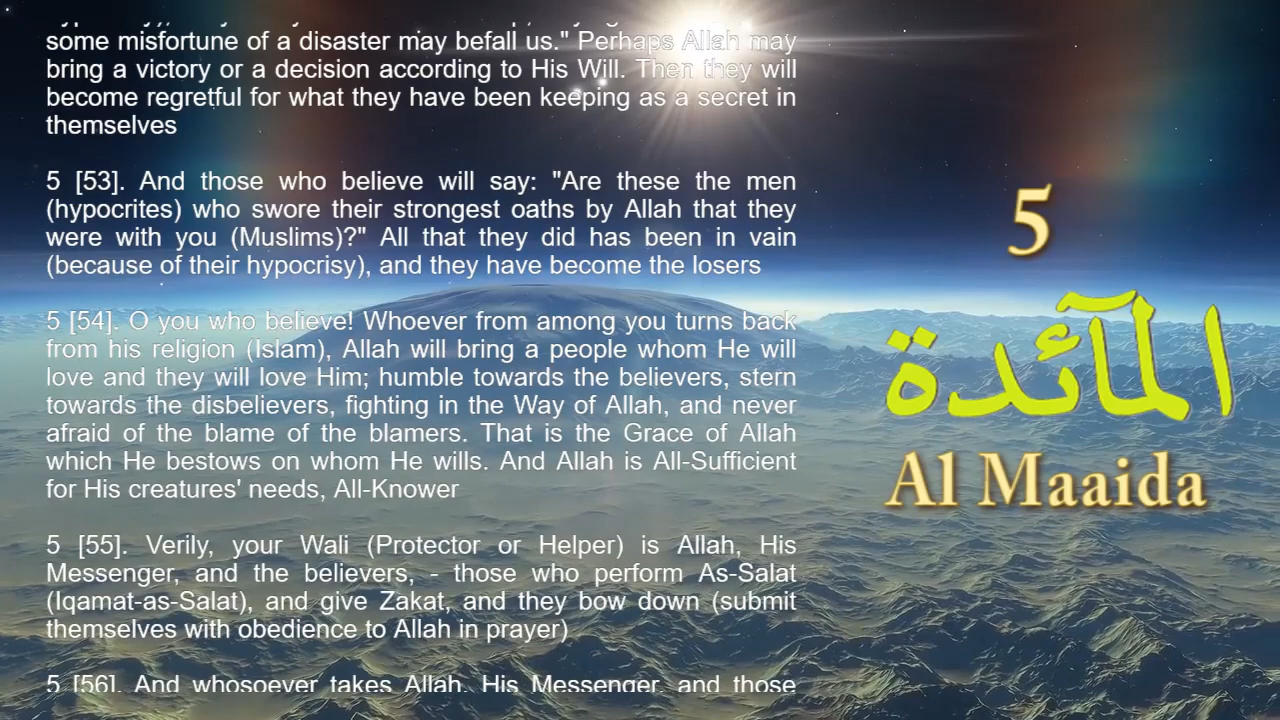 some misfortune of a disaster may befall us." Perhaps Allah may
bring a victory or a decision according to His Will. Then they will
become regretful for what they have been keeping as a secret in
themselves
5 [53]. And those who believe will say: "Are these the men
(hypocrites) who swore their strongest oaths by Allah that they
were with you (Muslims)?" All that they did has been in vain
(because of their hypocrisy), and they have become the losers
5 [54]. O you who believe! Whoever from among you turns back
from his religion (Islam), Allah will bring a people whom He will
love and they will love Him; humble towards the believers, stern
towards the disbelievers, fighting in the Way of Allah, and never
afraid of the blame of the blamers. That is the Grace of Allah
which He bestows on whom He wills. And Allah is All-Sufficient
for His creatures' needs, All-Knower
5 [55]. Verily, your Wali (Protector or Helper) is Allah, His
Messenger, and the believers, - those who perform As-Salat
(Iqamat-as-Salat), and give Zakat, and they bow down (submit
themselves with obedience to Allah in prayer)
5 [56]. And whosoever takes Allah, His Messenger, and those
5
المآئدة
Al Maaida